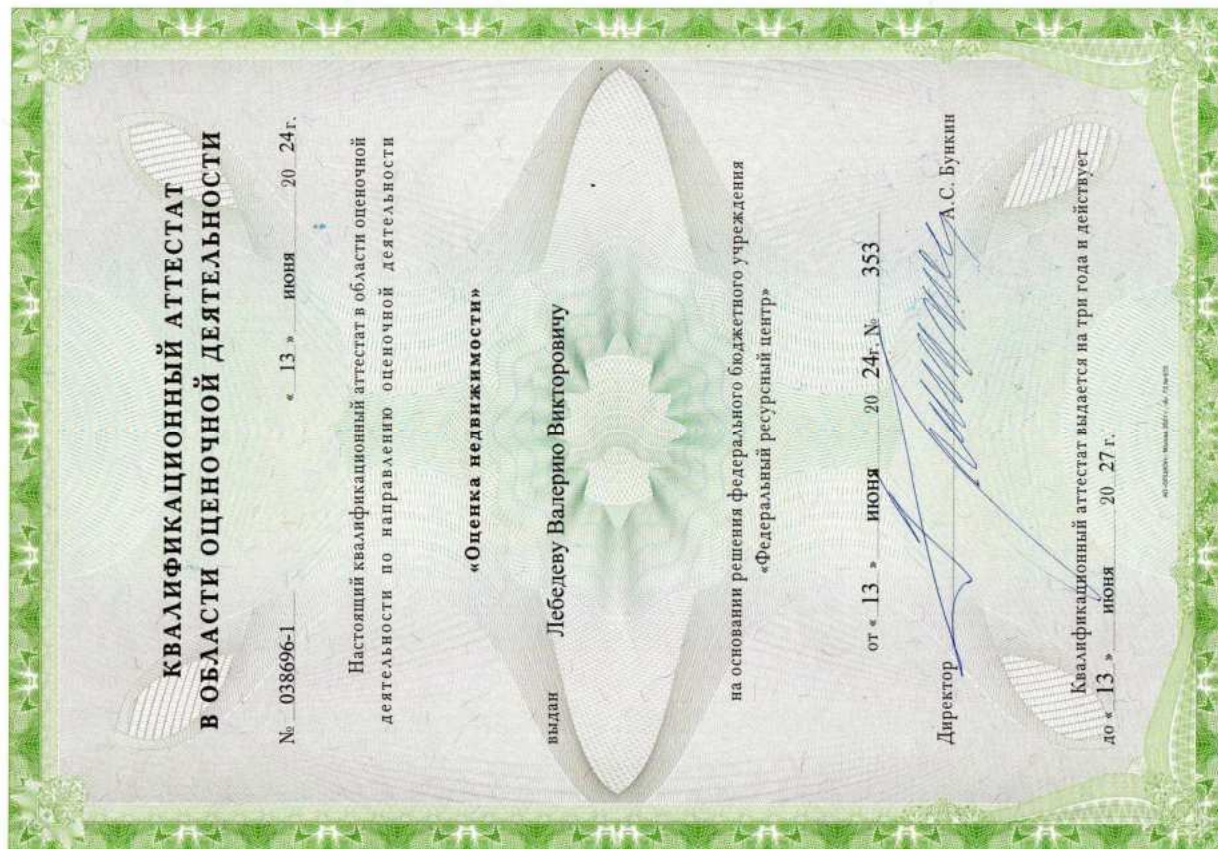 КВАЛИФИКАЦИОННЫЙ АТТЕСТАТ
В ОБЛАСТИ ОЦЕНОЧНОЙ ДЕЯТЕЛЬНОСТИ
№ 038696-1 « 13 » июня 20 24 г.
Настоящий квалификационный аттестат в области оценочной
деятельности по направлению оценочной деятельности
«Оценка недвижимости»
выдан Лебедеву Валерию Викторовичу
на основании решения федерального бюджетного учреждения
«Федеральный ресурсный центр»
от « 13 » июня 20 24 г. № 353
Директор А.С. Бункин
Квалификационный аттестат выдается на три года и действует
до « 13 » июня 20 27 г.